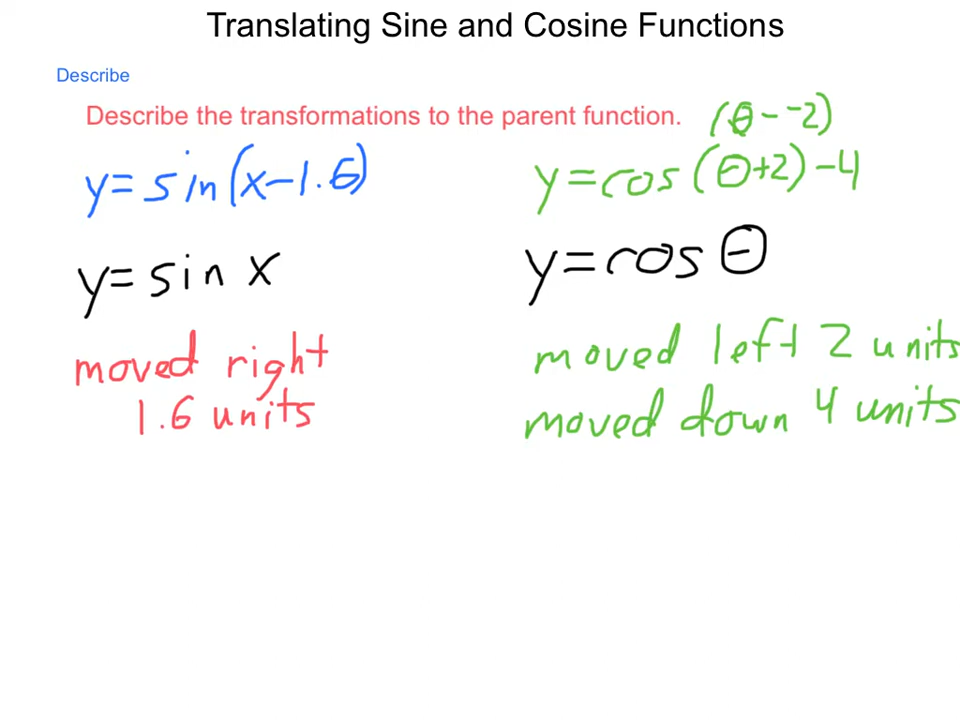 Translating Sine and Cosine Functions
Describe
Describe the transformations to the parent function.
(θ--2)
y=sin(x-1.6)
y=cos(θ+2)-4
y=sin x
y=cos θ
moved right
1.6 units
moved left 2 units
moved down 4 units